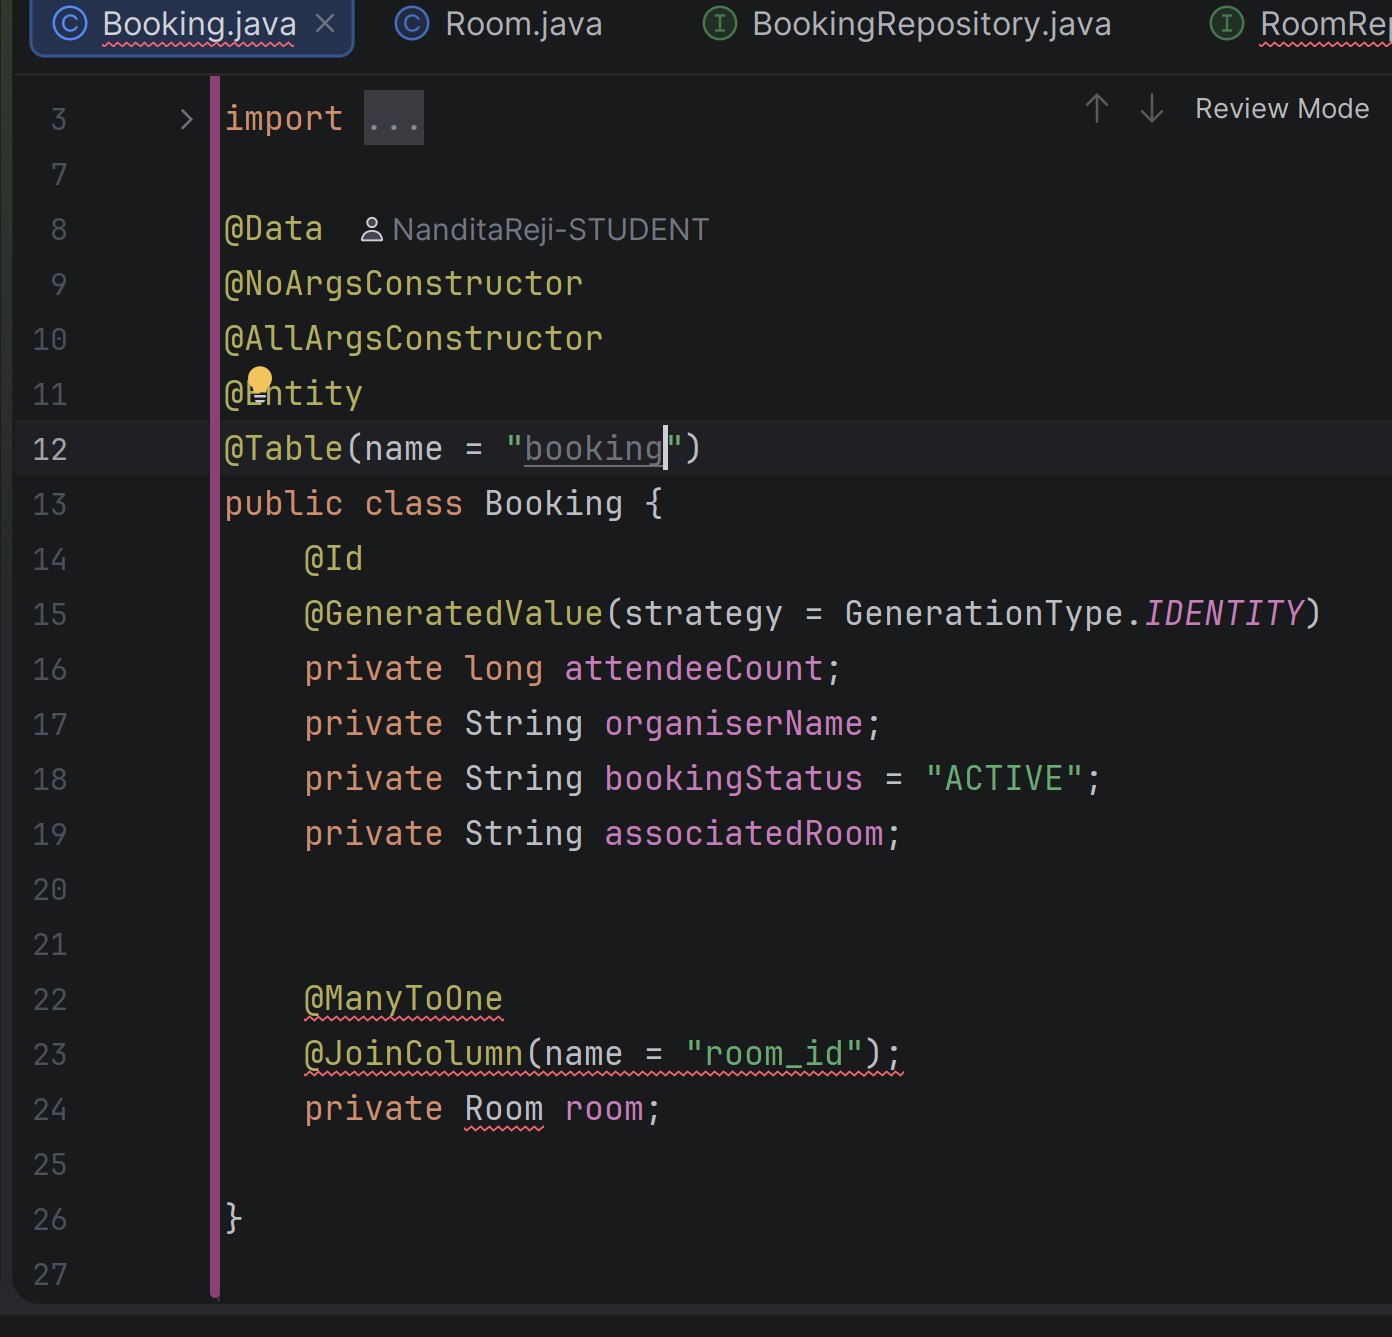 Booking.java Room.java BookingRepository.java RoomRep
3 import ...
Review Mode
7
8 @Data NanditaReji-STUDENT
9 @NoArgsConstructor
10 @AllArgsConstructor
11 @Entity
12 @Table(name = "booking")
13 public class Booking {
14 @Id
15 @GeneratedValue(strategy = GenerationType.IDENTITY)
16 private long attendeeCount;
17 private String organiserName;
18 private String bookingStatus = "ACTIVE";
19 private String associatedRoom;
20
21
22 @ManyToOne
23 @JoinColumn(name = "room_id");
24 private Room room;
25
26 }
27